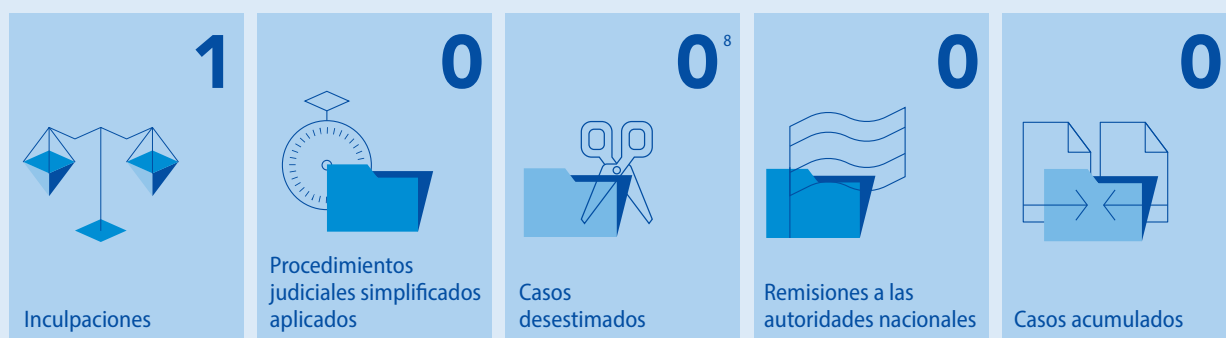 1
Inculpaciones
0
Procedimientos
judiciales simplificados
aplicados
0 8
Casos
desestimados
0
Remisiones a las
autoridades nacionales
0
Casos acumulados